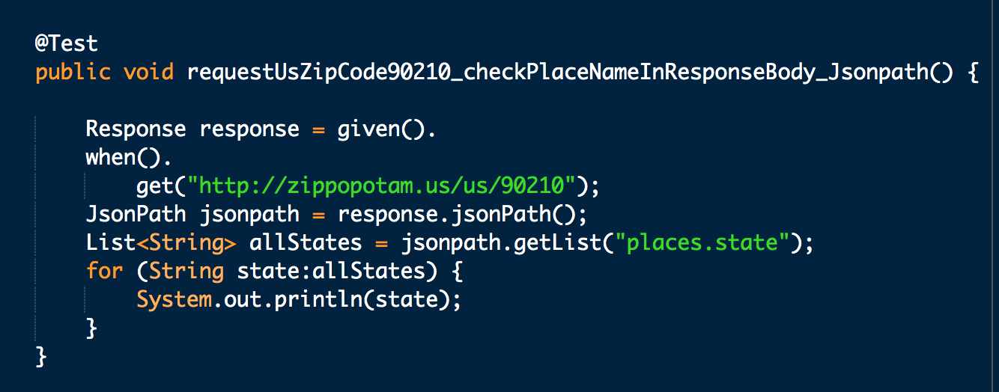 @Test
public void requestUsZipCode90210_checkPlaceNameInResponseBody_Jsonpath() {
Response response = given().
when().
get("http://zippopotam.us/us/90210");
JsonPath jsonpath = response.jsonPath();
List<String> allStates = jsonpath.getList("places.state");
for (String state:allStates) {
System.out.println(state);
}
}